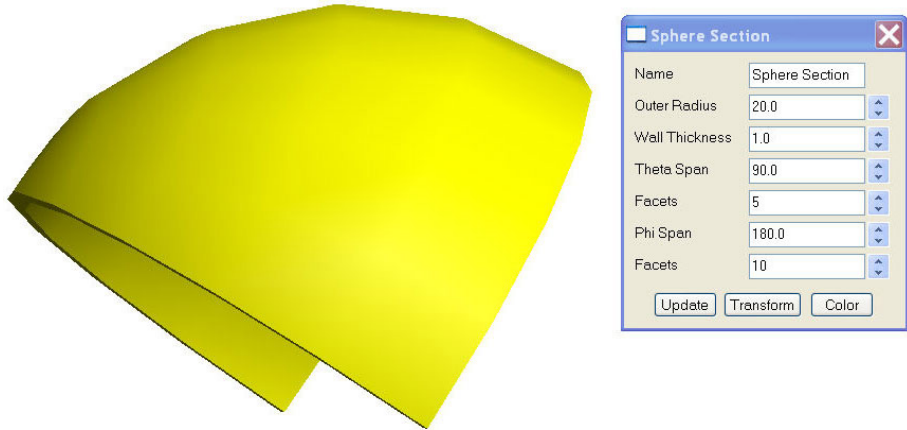 Sphere Section
Name Sphere Section
Outer Radius 20.0
Wall Thickness 1.0
Theta Span 90.0
Facets 5
Phi Span 180.0
Facets 10
Update Transform Color